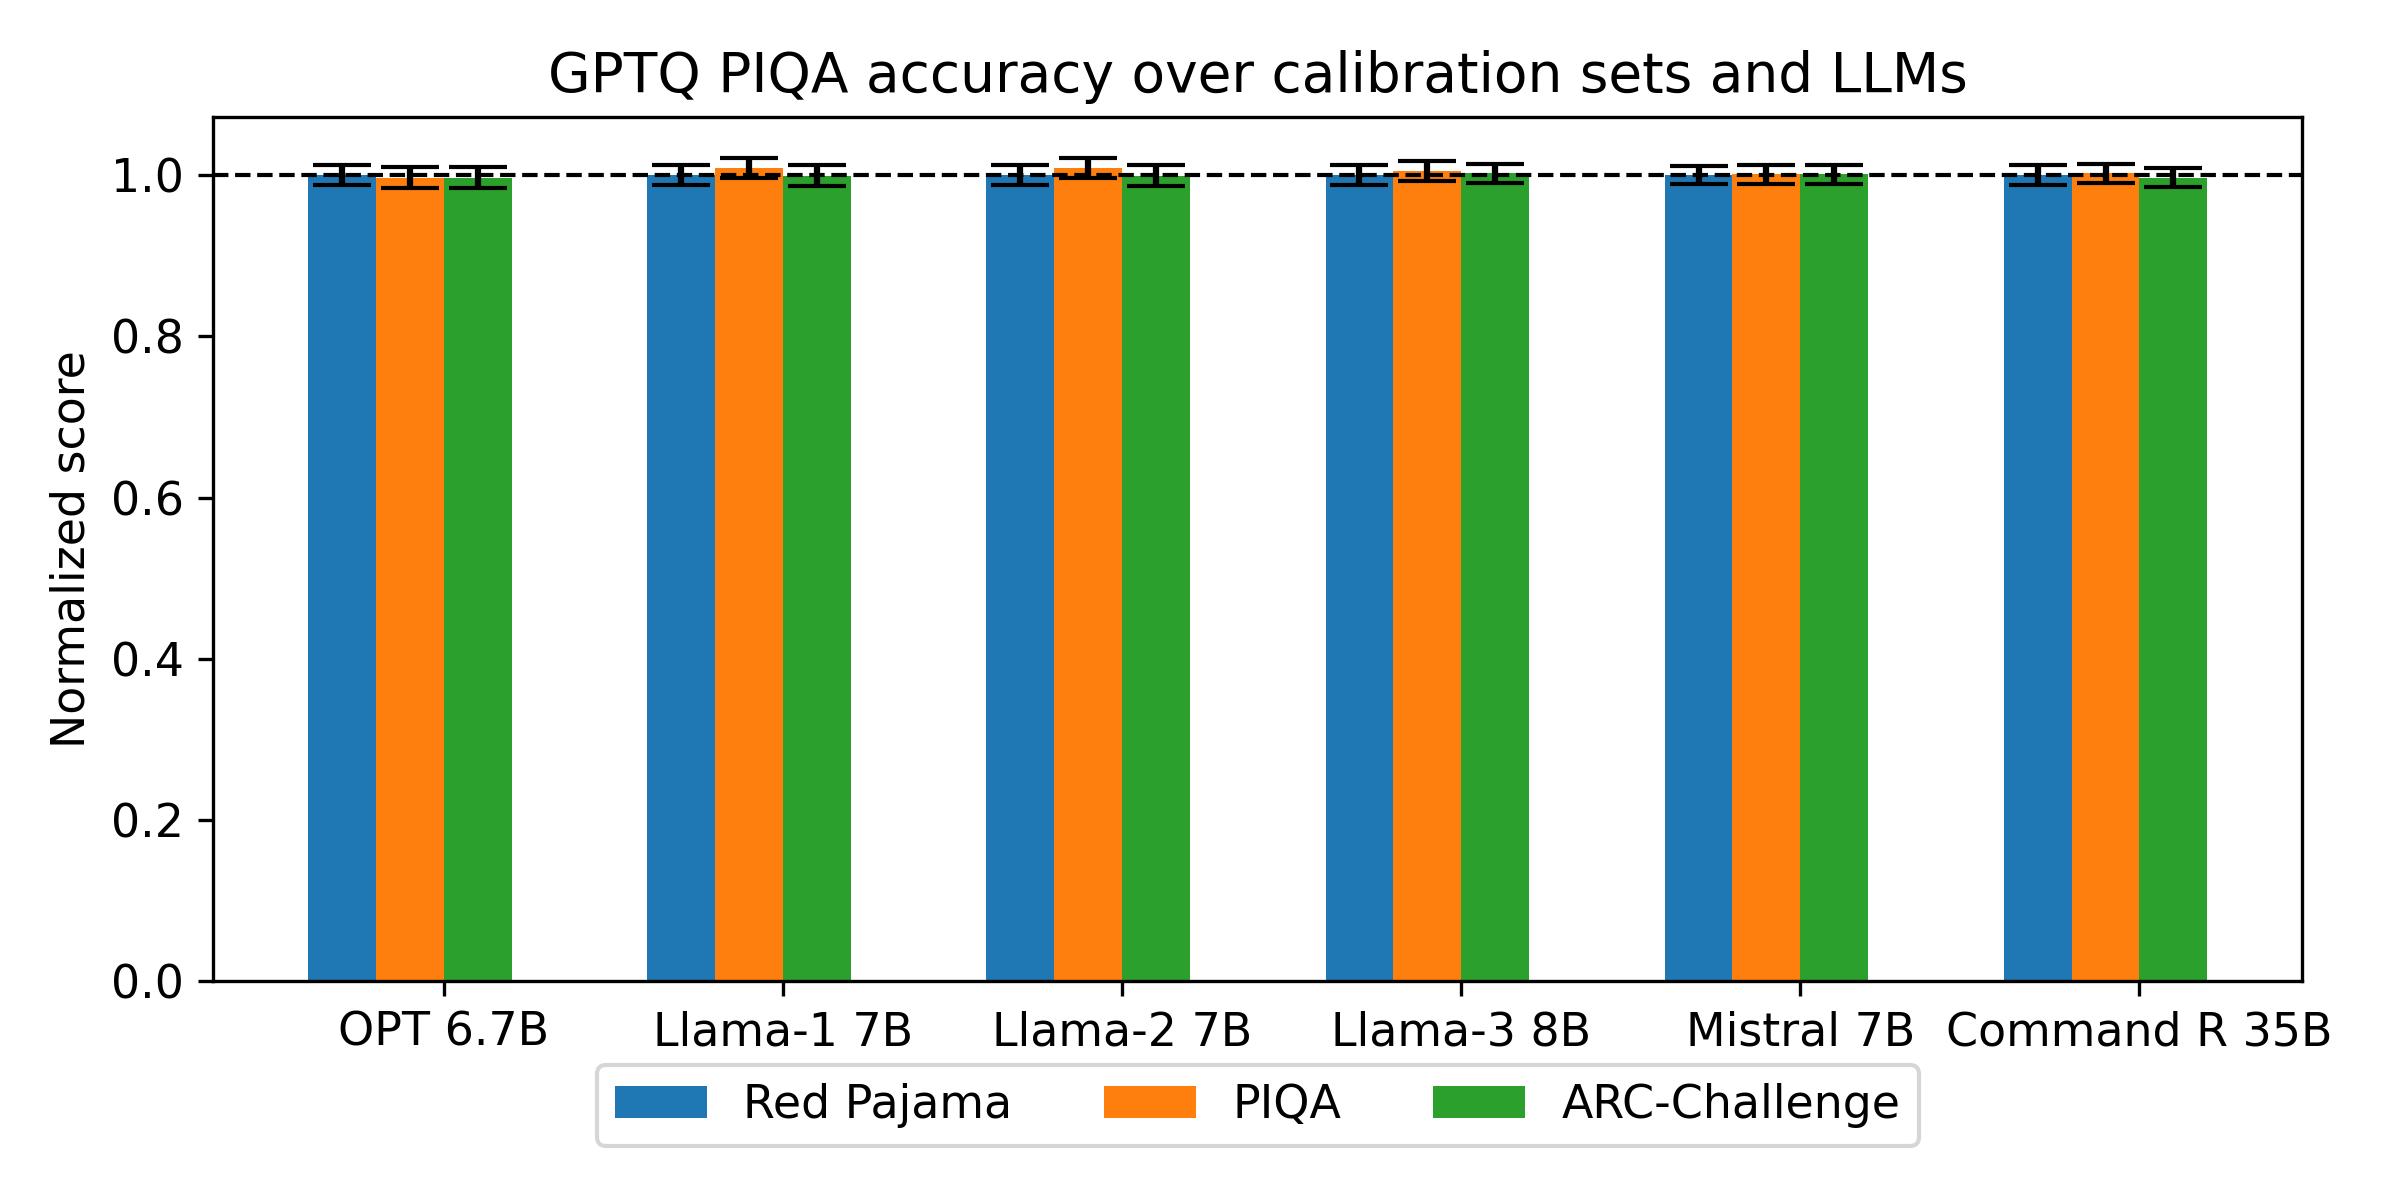 GPTQ PIQA accuracy over calibration sets and LLMs
Normalized score
1.0
0.8
0.6
0.4
0.2
0.0
OPT 6.7B Llama-1 7B Llama-2 7B Llama-3 8B Mistral 7B Command R 35B
Red Pajama PIQA ARC-Challenge